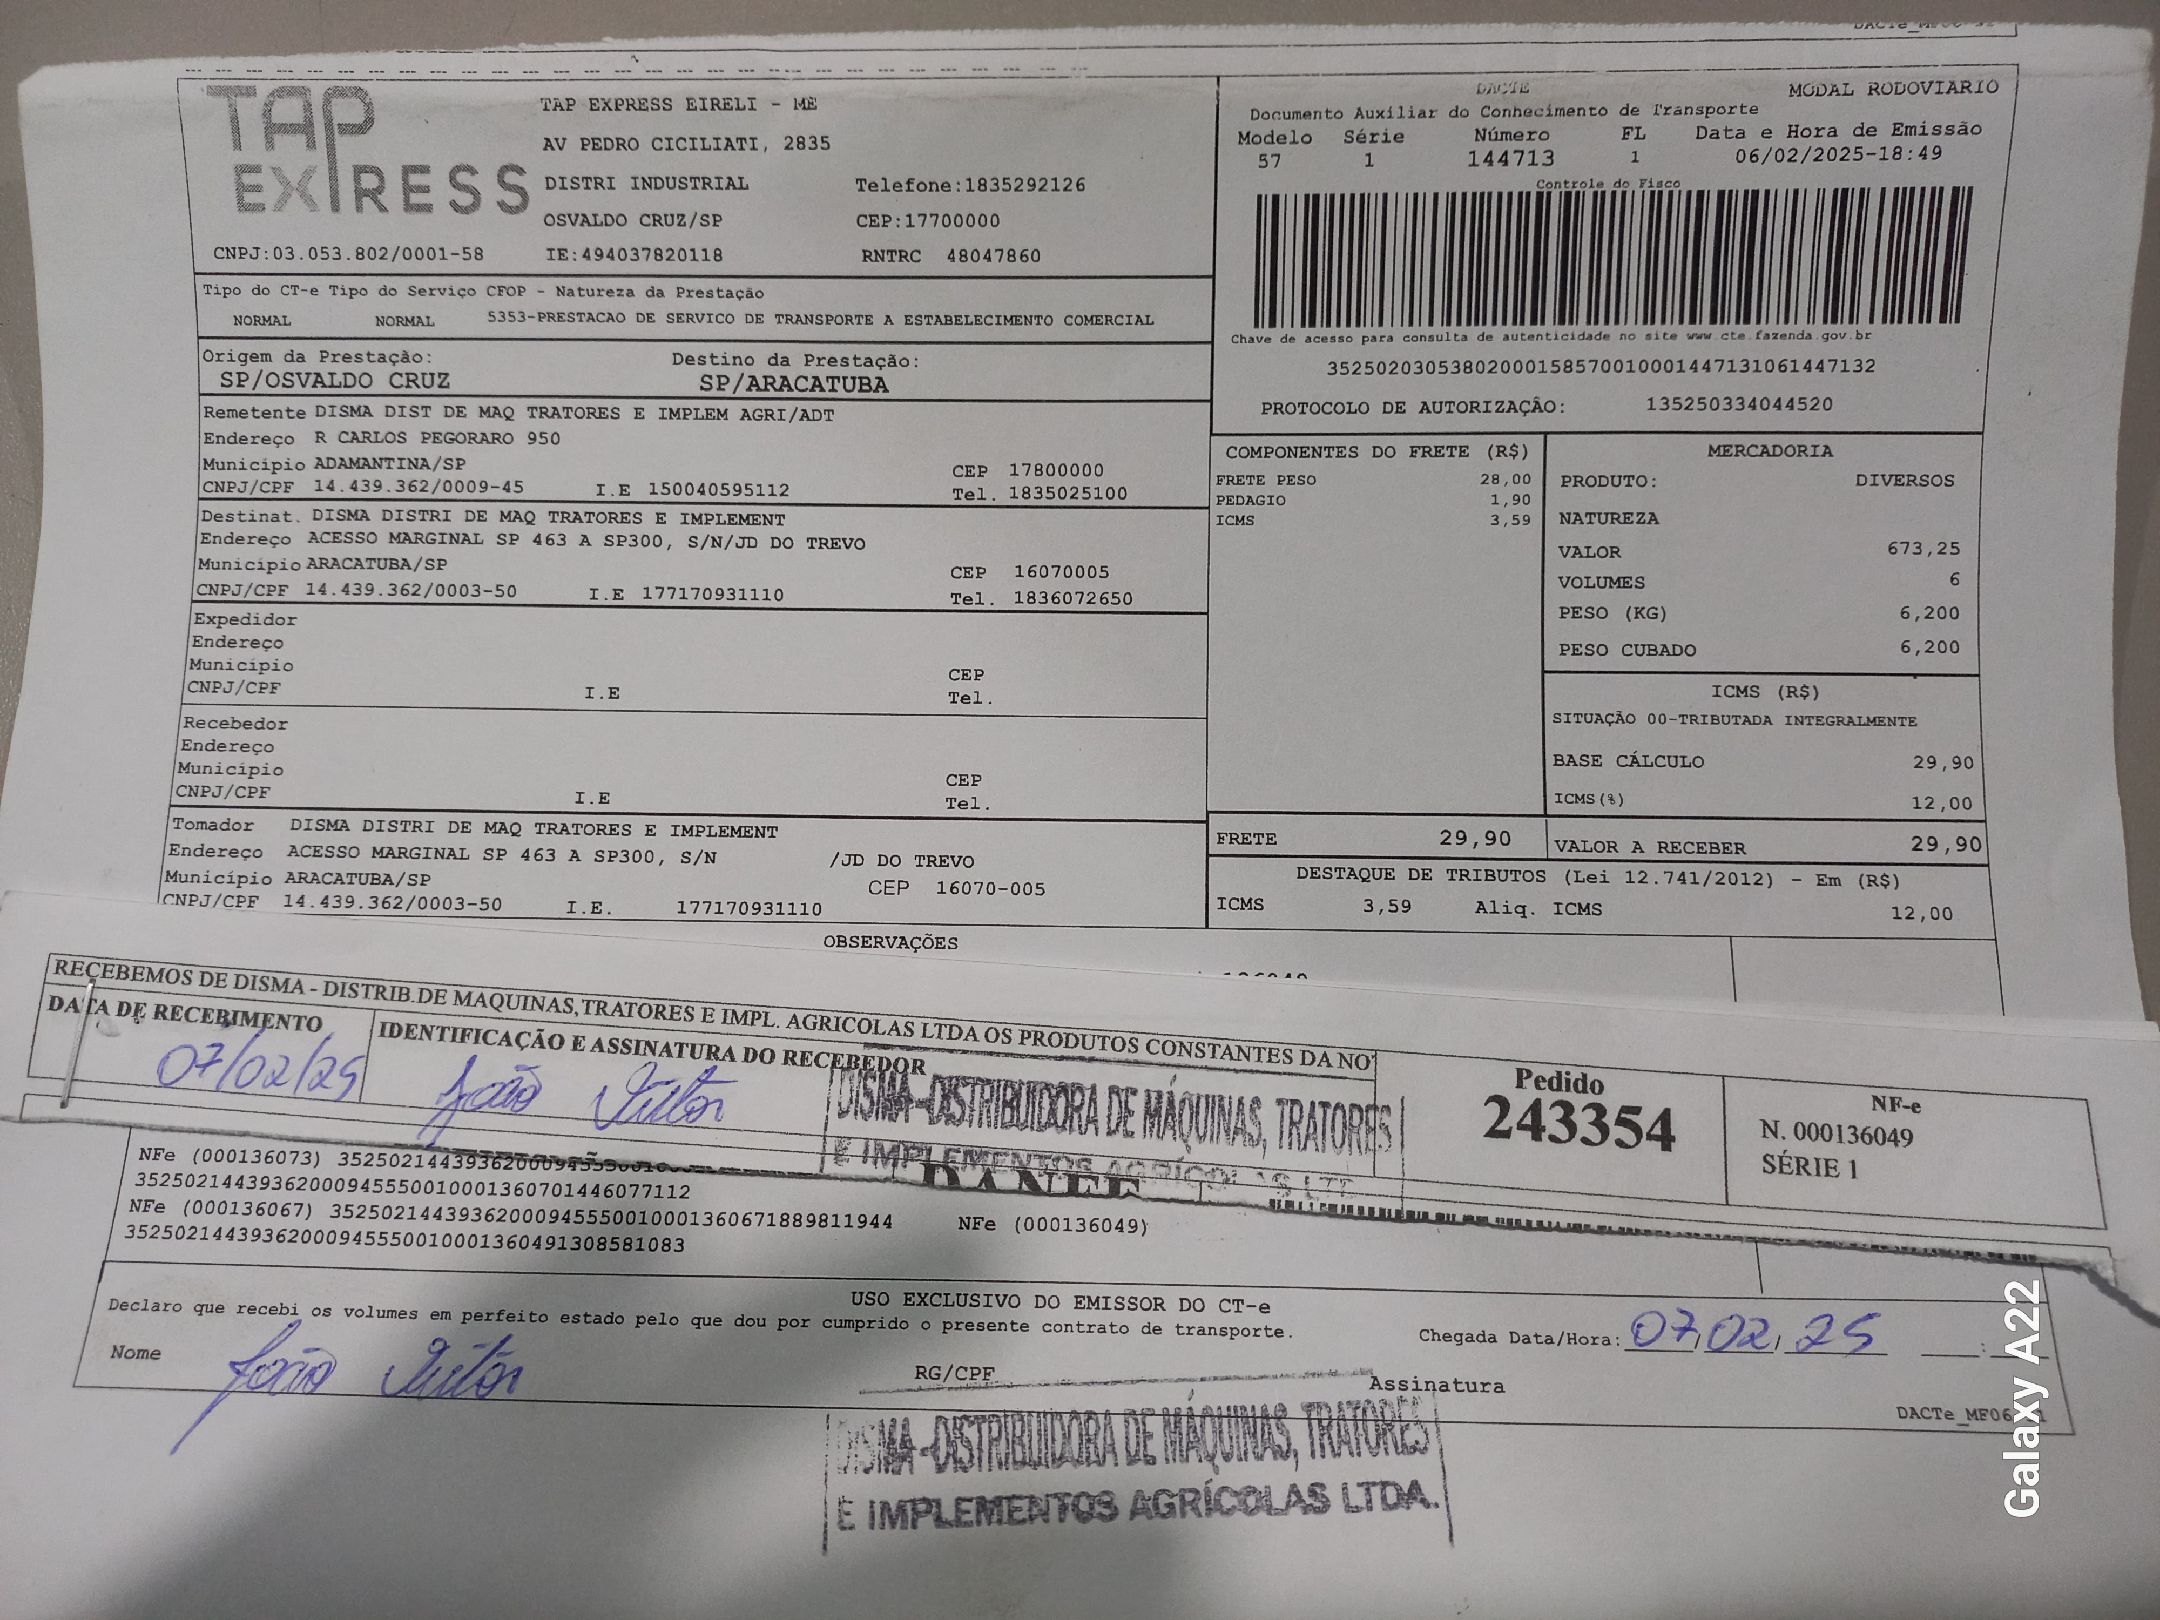 TAP EXPRESS
TAP EXPRESS EIRELI - ME
AV PEDRO CICILIATI, 2835
DISTRI INDUSTRIAL Telefone:1835292126
OSVALDO CRUZ/SP CEP:17700000
CNPJ:03.053.802/0001-58 IE:494037820118 RNTRC 48047860
DACTE MODAL RODOVIARIO
Documento Auxiliar do Conhecimento de Transporte
Modelo Série Número FL Data e Hora de Emissão
57 1 144713 1 06/02/2025-18:49
Controle do Fisco
Chave de acesso para consulta de autenticidade no site www.cte.fazenda.gov.br
35250203053802000158570010001447131061447132
PROTOCOLO DE AUTORIZAÇÃO: 135250334044520
Tipo do CT-e Tipo do Serviço CFOP - Natureza da Prestação
NORMAL NORMAL 5353-PRESTACAO DE SERVICO DE TRANSPORTE A ESTABELECIMENTO COMERCIAL
Origem da Prestação: Destino da Prestação:
SP/OSVALDO CRUZ SP/ARACATUBA
Remetente DISMA DIST DE MAQ TRATORES E IMPLEM AGRI/ADT
Endereço R CARLOS PEGORARO 950
Município ADAMANTINA/SP CEP 17800000
CNPJ/CPF 14.439.362/0009-45 I.E 150040595112 Tel. 1835025100
Destinat. DISMA DISTRI DE MAQ TRATORES E IMPLEMENT
Endereço ACESSO MARGINAL SP 463 A SP300, S/N/JD DO TREVO
Município ARACATUBA/SP CEP 16070005
CNPJ/CPF 14.439.362/0003-50 I.E 177170931110 Tel. 1836072650
Expedidor
Endereço
Município CEP
CNPJ/CPF I.E Tel.
Recebedor
Endereço
Município CEP
CNPJ/CPF I.E Tel.
Tomador DISMA DISTRI DE MAQ TRATORES E IMPLEMENT
Endereço ACESSO MARGINAL SP 463 A SP300, S/N /JD DO TREVO
Município ARACATUBA/SP CEP 16070-005
CNPJ/CPF 14.439.362/0003-50 I.E. 177170931110
COMPONENTES DO FRETE (R$)
FRETE PESO 28,00
PEDAGIO 1,90
ICMS 3,59
MERCADORIA
PRODUTO: DIVERSOS
NATUREZA
VALOR 673,25
VOLUMES 6
PESO (KG) 6,200
PESO CUBADO 6,200
ICMS (R$)
SITUAÇÃO 00-TRIBUTADA INTEGRALMENTE
BASE CÁLCULO 29,90
ICMS(%) 12,00
FRETE 29,90 VALOR A RECEBER 29,90
DESTAQUE DE TRIBUTOS (Lei 12.741/2012) - Em (R$)
ICMS 3,59 Aliq. ICMS 12,00
OBSERVAÇÕES
RECEBEMOS DE DISMA - DISTRIB.DE MAQUINAS,TRATORES E IMPL. AGRICOLAS LTDA OS PRODUTOS CONSTANTES DA NO
DATA DE RECEBIMENTO IDENTIFICAÇÃO E ASSINATURA DO RECEBEDOR
07/02/25 João Vitor
DISMA - DISTRIBUIDORA DE MÁQUINAS, TRATORES
E IMPLEMENTOS AGRÍCOLAS LTD
Pedido
243354
NF-e
N. 000136049
SÉRIE 1
DANFE
NFe (000136073)
35250214439362000945550010001360701446077112
NFe (000136067) 35250214439362000945550010001360671889811944 NFe (000136049)
35250214439362000945550010001360491308581083
USO EXCLUSIVO DO EMISSOR DO CT-e
Declaro que recebi os volumes em perfeito estado pelo que dou por cumprido o presente contrato de transporte.
Chegada Data/Hora: 07/02/25
Nome João Vitor RG/CPF Assinatura
DISMA - DISTRIBUIDORA DE MÁQUINAS, TRATORES
E IMPLEMENTOS AGRÍCOLAS LTDA.
Galaxy A22